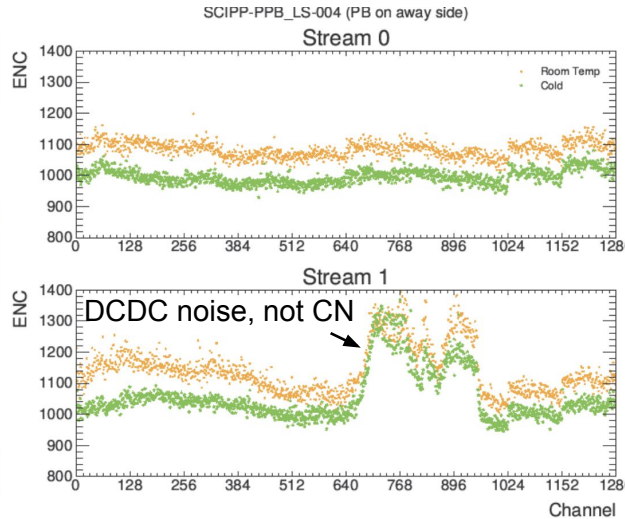 SCIPP-PPB_LS-004 (PB on away side)
Stream 0
ENC
1400
1300
1200
1100
1000
900
800
Room Temp
Cold
0 128 256 384 512 640 768 896 1024 1152 128
Stream 1
ENC
1400
1300
1200
1100
1000
900
800
DCDC noise, not CN
0 128 256 384 512 640 768 896 1024 1152 128
Channel